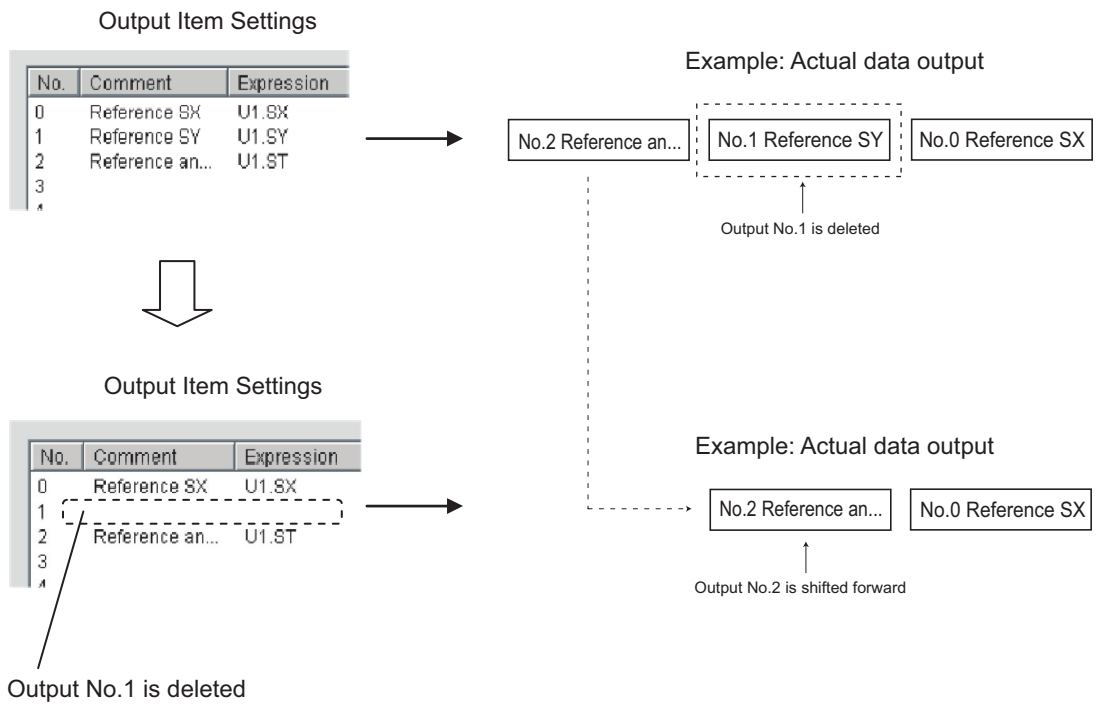 Output Item Settings
No. Comment Expression
0 Reference SX U1.SX
1 Reference SY U1.SY
2 Reference an... U1.ST
3
4
Example: Actual data output
No.2 Reference an... No.1 Reference SY No.0 Reference SX
Output No.1 is deleted
Output Item Settings
No. Comment Expression
0 Reference SX U1.SX
1
2 Reference an... U1.ST
3
4
Example: Actual data output
No.2 Reference an... No.0 Reference SX
Output No.2 is shifted forward
Output No.1 is deleted